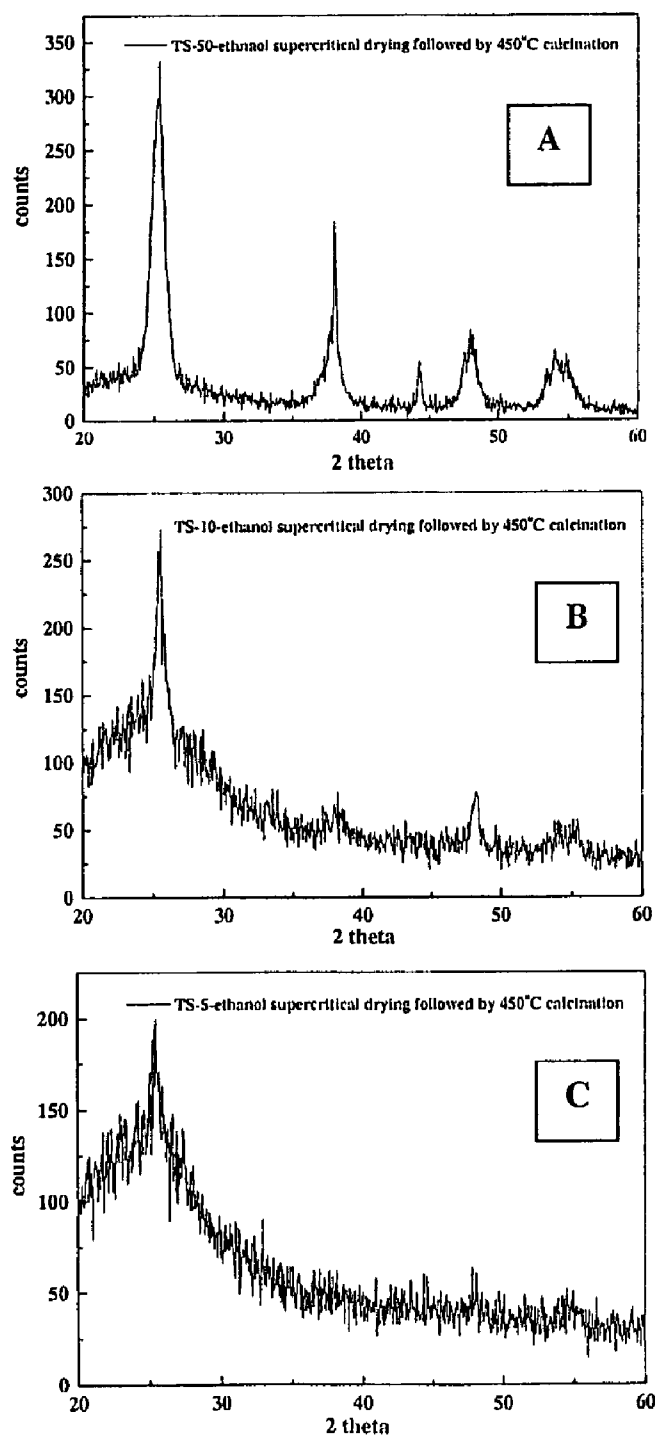 350
TS-50-ethnaol supercritical drying followed by 450°C calcination
300
A
250
200
counts
150
100
50
0
20 30 40 50 60
2 theta
300
TS-10-ethanol supercritical drying followed by 450°C calcination
250
B
200
counts
150
100
50
0
20 30 40 50 60
2 theta
TS-5-ethanol supercritical drying followed by 450°C calcination
200
C
150
counts
100
50
0
20 30 40 50 60
2 theta